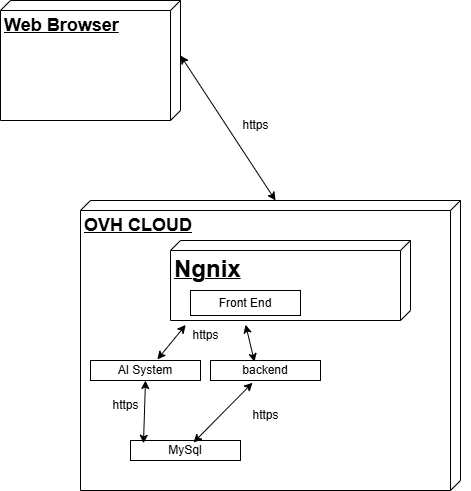 Web Browser
https
OVH CLOUD
Ngnix
Front End
https
AI System
backend
https
https
MySql